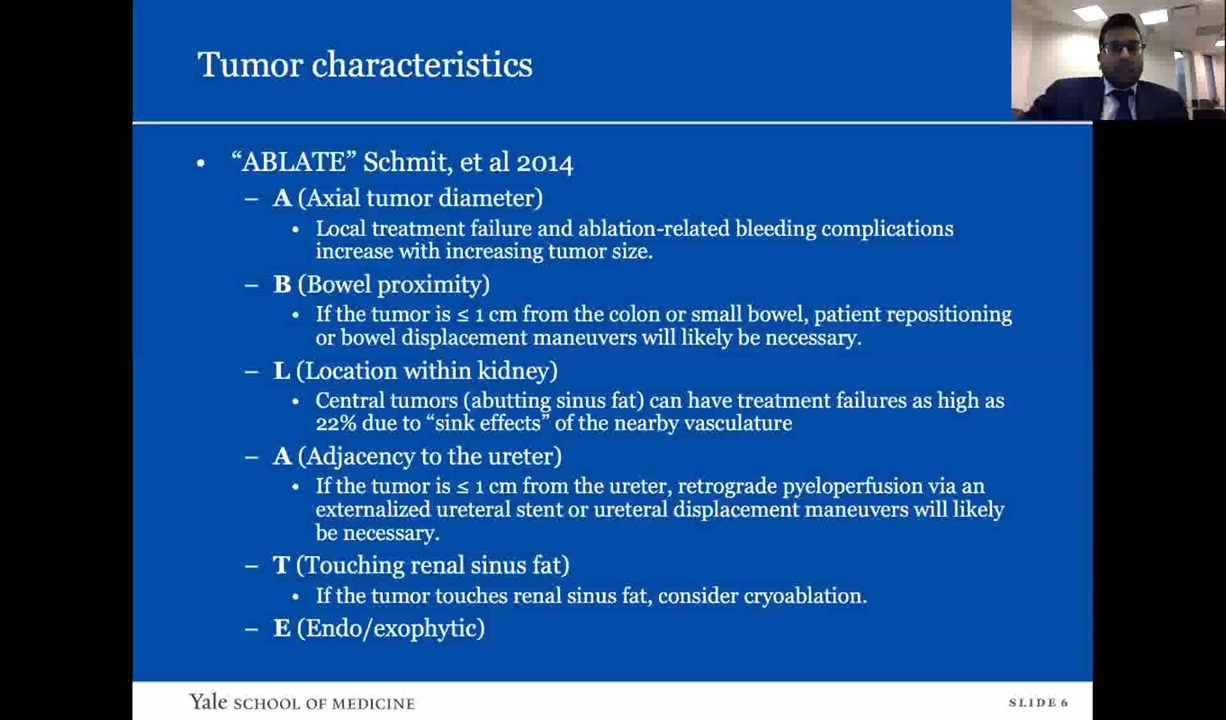 Tumor characteristics
• “ABLATE” Schmit, et al 2014
– A (Axial tumor diameter)
• Local treatment failure and ablation-related bleeding complications
increase with increasing tumor size.
– B (Bowel proximity)
• If the tumor is ≤ 1 cm from the colon or small bowel, patient repositioning
or bowel displacement maneuvers will likely be necessary.
– L (Location within kidney)
• Central tumors (abutting sinus fat) can have treatment failures as high as
22% due to “sink effects” of the nearby vasculature
– A (Adjacency to the ureter)
• If the tumor is ≤ 1 cm from the ureter, retrograde pyeloperfusion via an
externalized ureteral stent or ureteral displacement maneuvers will likely
be necessary.
– T (Touching renal sinus fat)
• If the tumor touches renal sinus fat, consider cryoablation.
– E (Endo/exophytic)
Yale SCHOOL OF MEDICINE
SLIDE 6